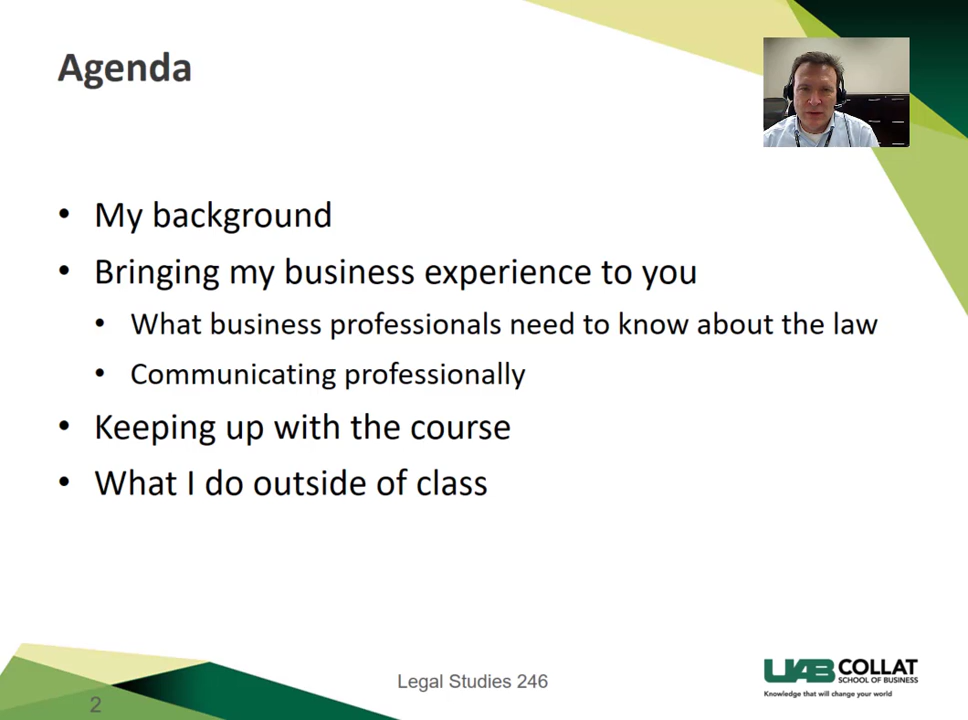 Agenda
• My background
• Bringing my business experience to you
• What business professionals need to know about the law
• Communicating professionally
• Keeping up with the course
• What I do outside of class
Legal Studies 246
UAB COLLAT
SCHOOL OF BUSINESS
Knowledge that will change your world
2